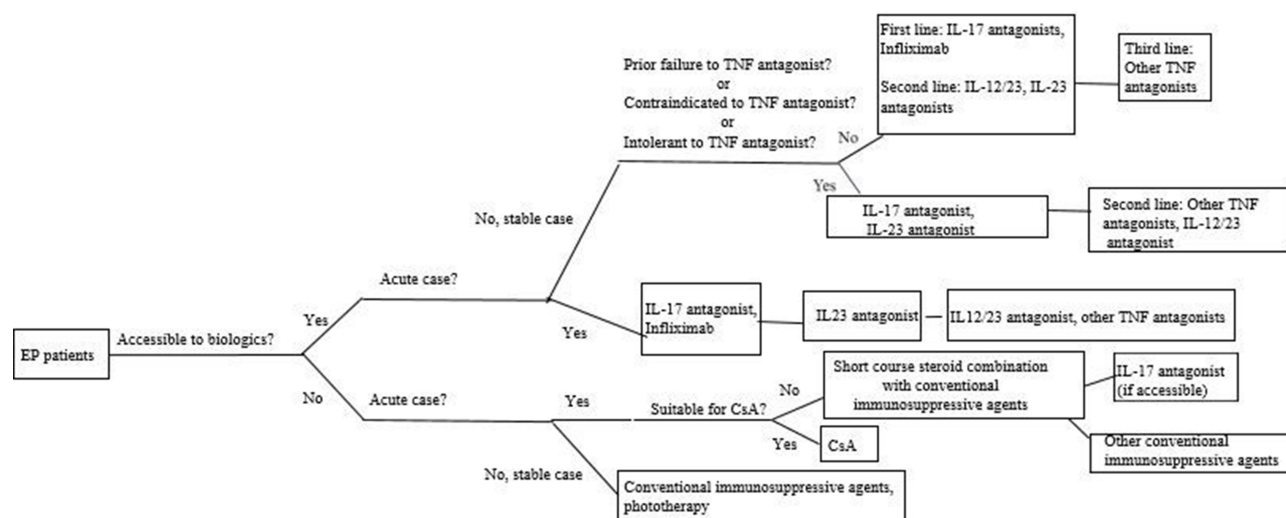 EP patients
Accessible to biologics?
Yes
No
Acute case?
No, stable case
Yes
Prior failure to TNF antagonist?
or
Contraindicated to TNF antagonist?
or
Intolerant to TNF antagonist?
No
Yes
First line: IL-17 antagonists,
Infliximab
Second line: IL-12/23, IL-23
antagonists
Third line:
Other TNF
antagonists
IL-17 antagonist,
IL-23 antagonist
Second line: Other TNF
antagonists, IL-12/23
antagonist
IL-17 antagonist,
Infliximab
IL23 antagonist
IL12/23 antagonist, other TNF antagonists
Acute case?
Yes
No, stable case
Suitable for CsA?
No
Yes
Short course steroid combination
with conventional
immunosuppressive agents
IL-17 antagonist
(if accessible)
Other conventional
immunosuppressive agents
CsA
Conventional immunosuppressive agents,
phototherapy